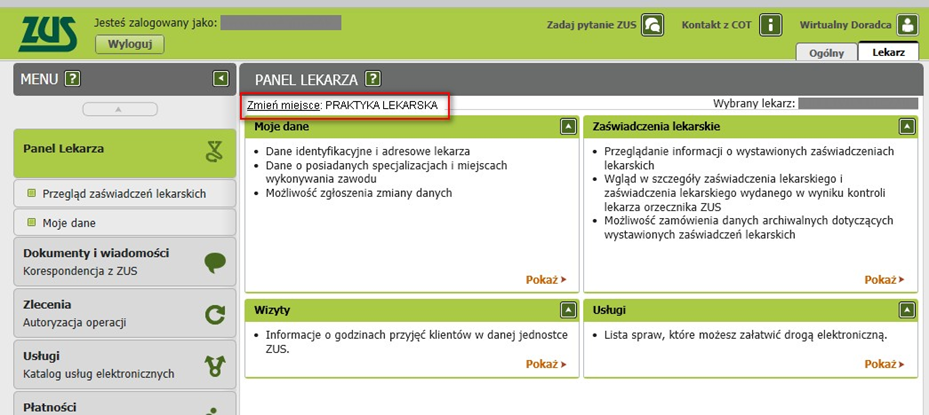 ZUS
Jesteś zalogowany jako:
Wyloguj
Zadaj pytanie ZUS
Kontakt z COT
Wirtualny Doradca
Ogólny
Lekarz
MENU ?
PANEL LEKARZA ?
Zmień miejsce: PRAKTYKA LEKARSKA
Wybrany lekarz:
Panel Lekarza
Przegląd zaświadczeń lekarskich
Moje dane
Dokumenty i wiadomości
Korespondencja z ZUS
Zlecenia
Autoryzacja operacji
Usługi
Katalog usług elektronicznych
Płatności
Moje dane
• Dane identyfikacyjne i adresowe lekarza
• Dane o posiadanych specjalizacjach i miejscach
wykonywania zawodu
• Możliwość zgłoszenia zmiany danych
Pokaż
Zaświadczenia lekarskie
• Przeglądanie informacji o wystawionych zaświadczeniach
lekarskich
• Wgląd w szczegóły zaświadczenia lekarskiego i
zaświadczenia lekarskiego wydanego w wyniku kontroli
lekarza orzecznika ZUS
• Możliwość zamówienia danych archiwalnych dotyczących
wystawionych zaświadczeń lekarskich
Pokaż
Wizyty
• Informacje o godzinach przyjęć klientów w danej jednostce
ZUS.
Pokaż
Usługi
• Lista spraw, które możesz załatwić drogą elektroniczną.
Pokaż